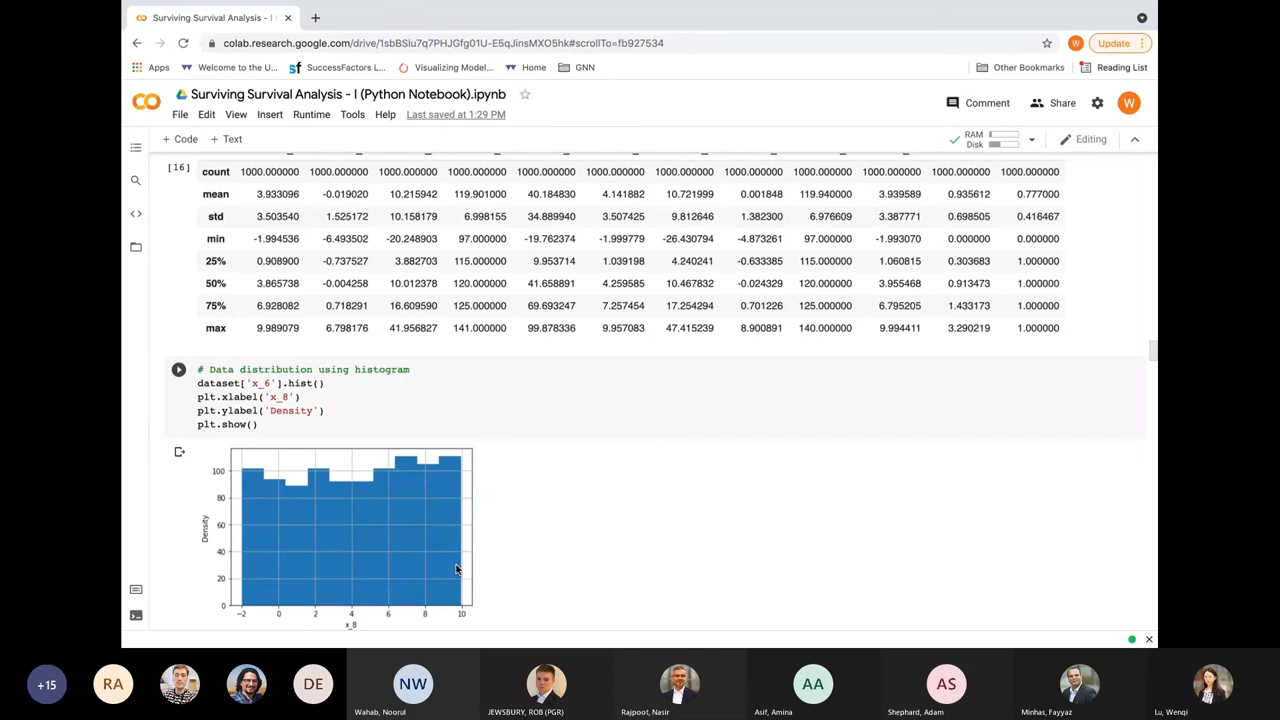 Surviving Survival Analysis - I (
colab.research.google.com/drive/1sbBSlu7q7PHJGfg01U-E5qJinsMXO5hk#scrollTo=fb927534
W
Update
Apps
Welcome to the U...
SuccessFactors L...
Visualizing Model...
Home
GNN
Other Bookmarks
Reading List
Surviving Survival Analysis - I (Python Notebook).ipynb
File Edit View Insert Runtime Tools Help Last saved at 1:29 PM
Comment
Share
W
+ Code + Text
RAM
Disk
Editing
[16]
count 1000.000000 1000.000000 1000.000000 1000.000000 1000.000000 1000.000000 1000.000000 1000.000000 1000.000000 1000.000000 1000.000000 1000.000000
mean 3.933096 -0.019020 10.215942 119.901000 40.184830 4.141882 10.721999 0.001848 119.940000 3.939589 0.935612 0.777000
std 3.503540 1.525172 10.158179 6.998155 34.889940 3.507425 9.812646 1.382300 6.976609 3.387771 0.698505 0.416467
min -1.994536 -6.493502 -20.248903 97.000000 -19.762374 -1.999779 -26.430794 -4.873261 97.000000 -1.993070 0.000000 0.000000
25% 0.908900 -0.737527 3.882703 115.000000 9.953714 1.039198 4.240241 -0.633385 115.000000 1.060815 0.303683 1.000000
50% 3.865738 -0.004258 10.012378 120.000000 41.658891 4.259585 10.467832 -0.024329 120.000000 3.955468 0.913473 1.000000
75% 6.928082 0.718291 16.609590 125.000000 69.693247 7.257454 17.254294 0.701226 125.000000 6.795205 1.433173 1.000000
max 9.989079 6.798176 41.956827 141.000000 99.878336 9.957083 47.415239 8.900891 140.000000 9.994411 3.290219 1.000000
# Data distribution using histogram
dataset['x_6'].hist()
plt.xlabel('x_8')
plt.ylabel('Density')
plt.show()
100
80
60
40
20
0
Density
−2 0 2 4 6 8 10
x_8
+15
RA
DE
NW
AA
AS
Wahab, Noorul
JEWSBURY, ROB (PGR)
Rajpoot, Nasir
Asif, Amina
Shephard, Adam
Minhas, Fayyaz
Lu, Wenqi